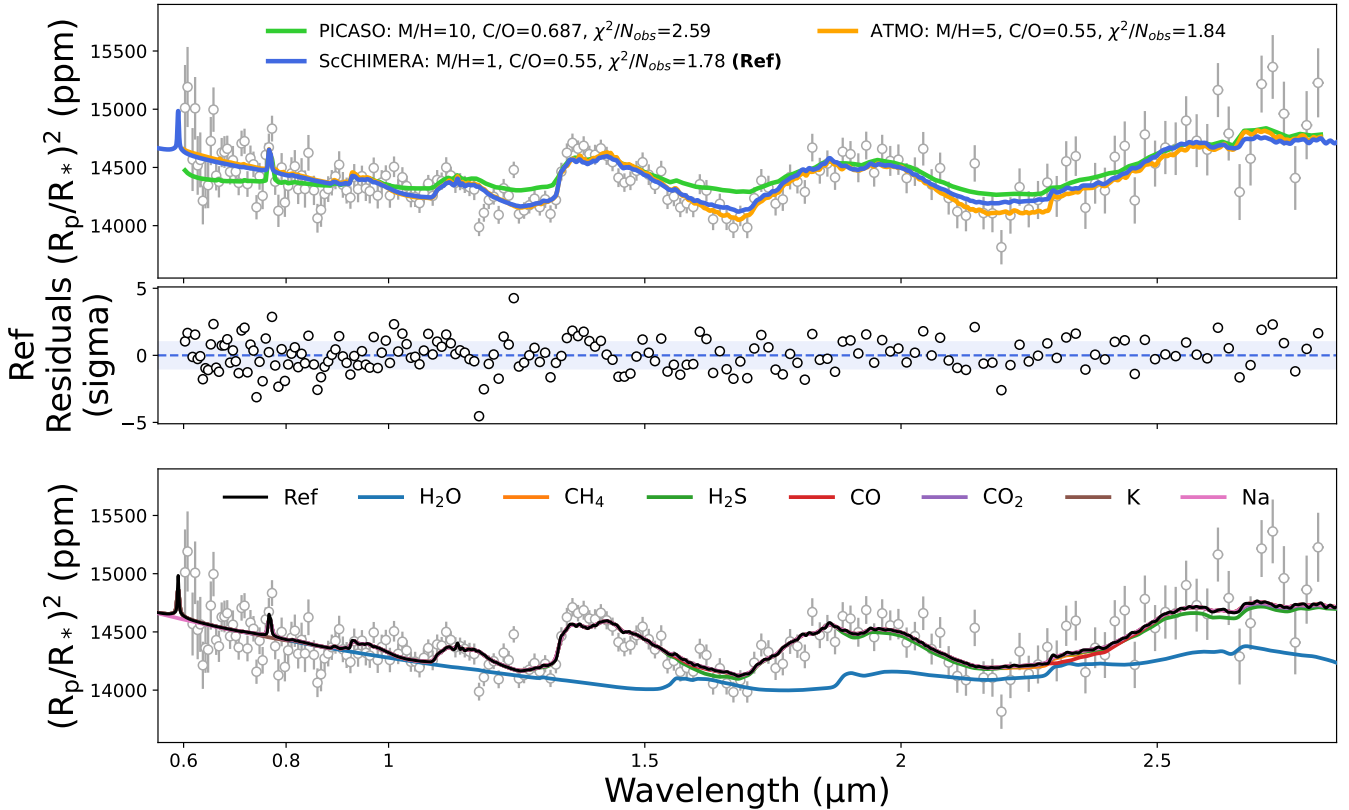 PICASO: M/H=10, C/O=0.687, χ²/N_obs=2.59
ATMO: M/H=5, C/O=0.55, χ²/N_obs=1.84
ScCHIMERA: M/H=1, C/O=0.55, χ²/N_obs=1.78 (Ref)
(R_p/R_*)² (ppm)
15500
15000
14500
14000
Ref
Residuals
(sigma)
5
0
−5
Ref H₂O CH₄ H₂S CO CO₂ K Na
(R_p/R_*)² (ppm)
15500
15000
14500
14000
0.6 0.8 1 1.5 2 2.5
Wavelength (μm)